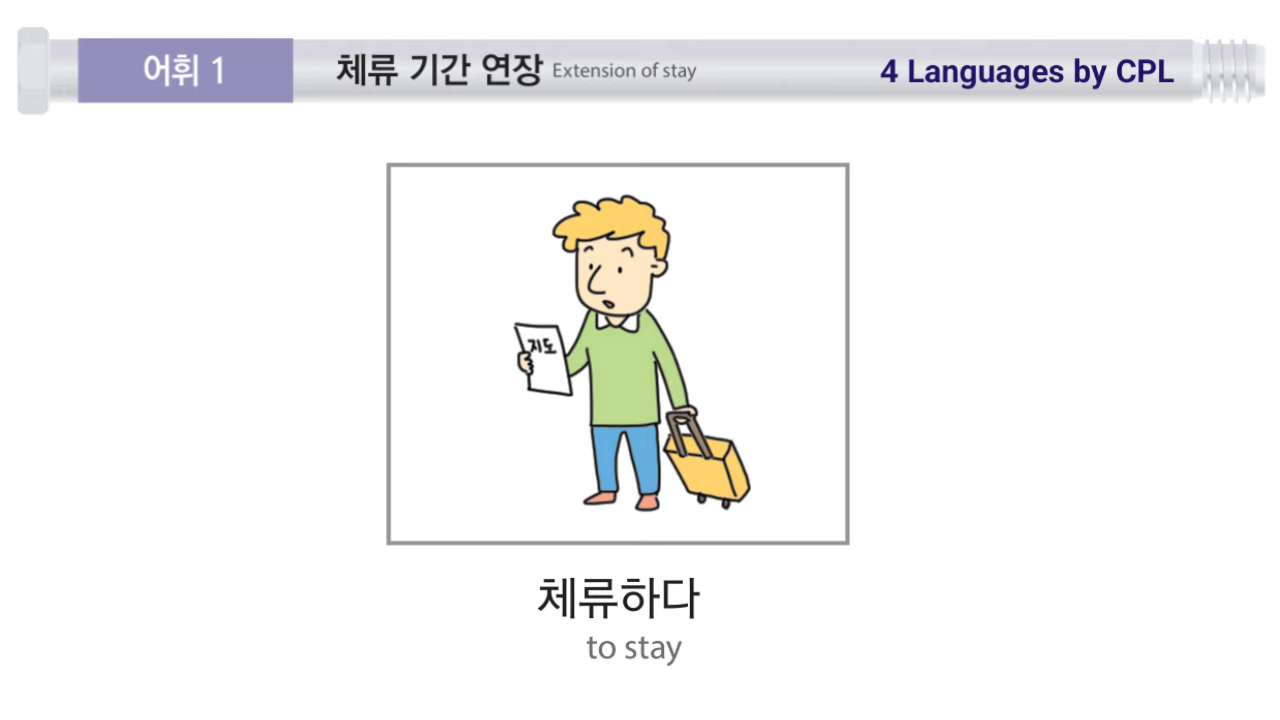 어휘 1
체류 기간 연장 Extension of stay
4 Languages by CPL
지도
체류하다
to stay